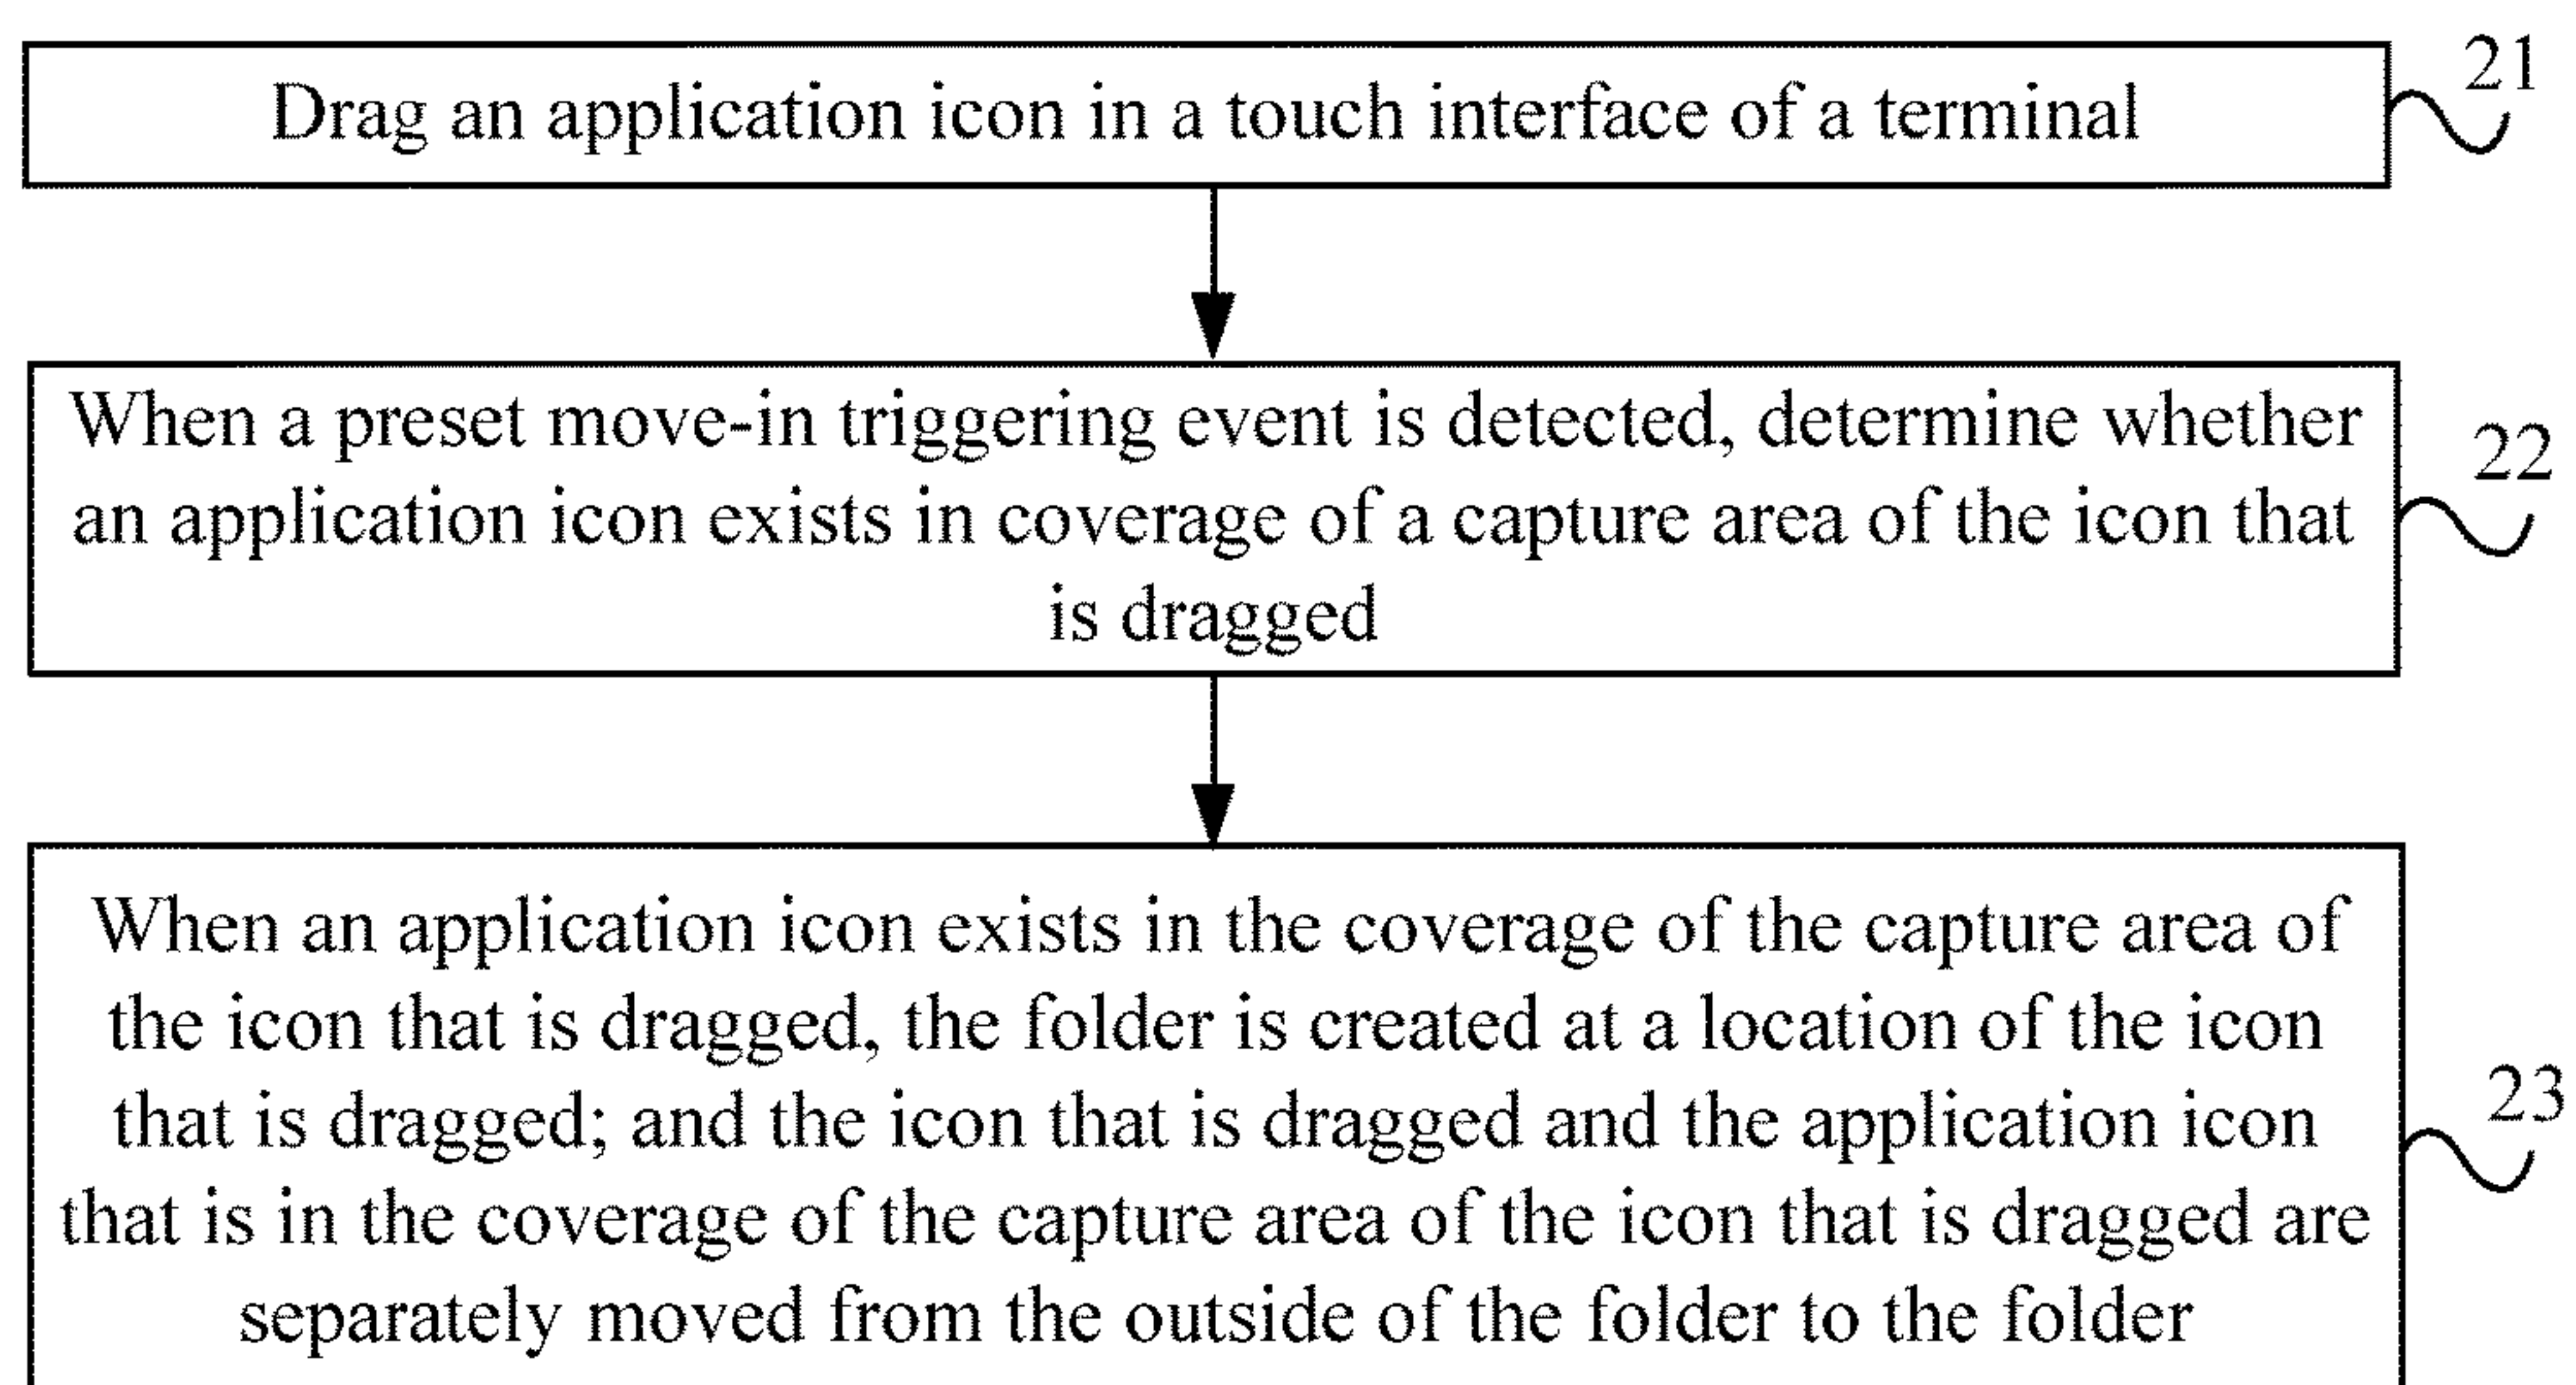 Drag an application icon in a touch interface of a terminal
21
When a preset move-in triggering event is detected, determine whether
an application icon exists in coverage of a capture area of the icon that
is dragged
22
When an application icon exists in the coverage of the capture area of
the icon that is dragged, the folder is created at a location of the icon
that is dragged; and the icon that is dragged and the application icon
that is in the coverage of the capture area of the icon that is dragged are
separately moved from the outside of the folder to the folder
23